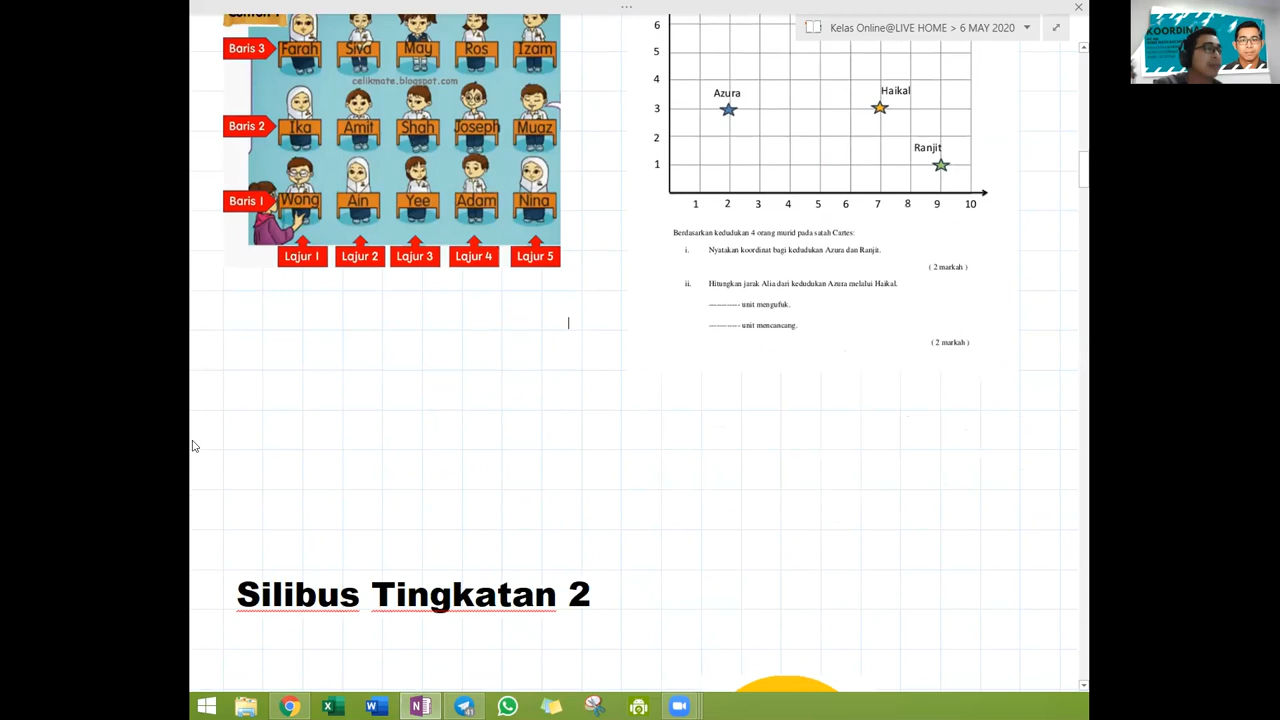 Contoh 1
Baris 3
Farah
Siva
May
Ros
Izam
celikmate.blogspot.com
Baris 2
Ika
Amit
Shah
Joseph
Muaz
Baris 1
Wong
Ain
Yee
Adam
Nina
Lajur 1
Lajur 2
Lajur 3
Lajur 4
Lajur 5
Kelas Online@LIVE HOME > 6 MAY 2020
6
5
4
3
2
1
Azura
Haikal
Ranjit
1 2 3 4 5 6 7 8 9 10
Berdasarkan kedudukan 4 orang murid pada satah Cartes:
i. Nyatakan koordinat bagi kedudukan Azura dan Ranjit.
( 2 markah )
ii. Hitungkan jarak Alia dari kedudukan Azura melalui Haikal.
------------ unit mengufuk.
------------ unit mencancang.
( 2 markah )
Silibus Tingkatan 2
KOORDINA